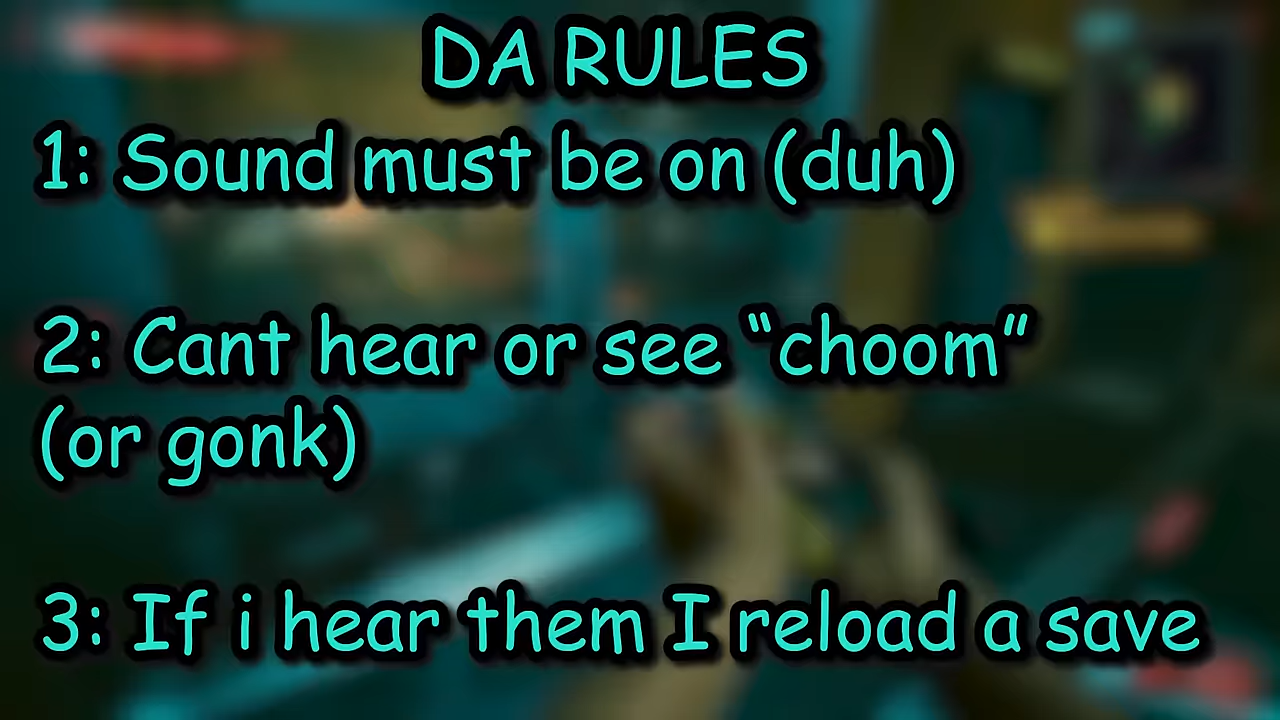 DA RULES
1: Sound must be on (duh)
2: Cant hear or see “choom”
(or gonk)
3: If i hear them I reload a save